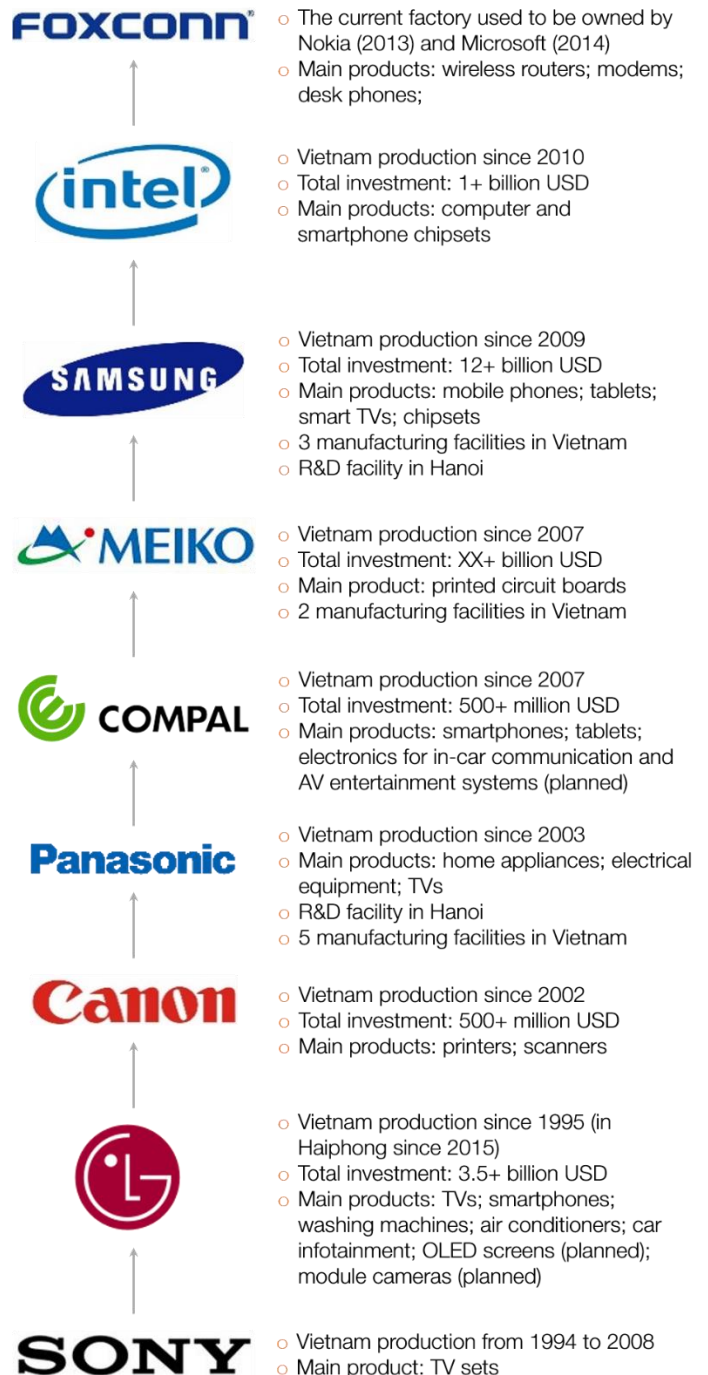 FOXCONN®
o The current factory used to be owned by
Nokia (2013) and Microsoft (2014)
o Main products: wireless routers; modems;
desk phones;
intel®
o Vietnam production since 2010
o Total investment: 1+ billion USD
o Main products: computer and
smartphone chipsets
SAMSUNG
o Vietnam production since 2009
o Total investment: 12+ billion USD
o Main products: mobile phones; tablets;
smart TVs; chipsets
o 3 manufacturing facilities in Vietnam
o R&D facility in Hanoi
MEIKO
o Vietnam production since 2007
o Total investment: XX+ billion USD
o Main product: printed circuit boards
o 2 manufacturing facilities in Vietnam
COMPAL
o Vietnam production since 2007
o Total investment: 500+ million USD
o Main products: smartphones; tablets;
electronics for in-car communication and
AV entertainment systems (planned)
Panasonic
o Vietnam production since 2003
o Main products: home appliances; electrical
equipment; TVs
o R&D facility in Hanoi
o 5 manufacturing facilities in Vietnam
Canon
o Vietnam production since 2002
o Total investment: 500+ million USD
o Main products: printers; scanners
LG
o Vietnam production since 1995 (in
Haiphong since 2015)
o Total investment: 3.5+ billion USD
o Main products: TVs; smartphones;
washing machines; air conditioners; car
infotainment; OLED screens (planned);
module cameras (planned)
SONY
o Vietnam production from 1994 to 2008
o Main product: TV sets